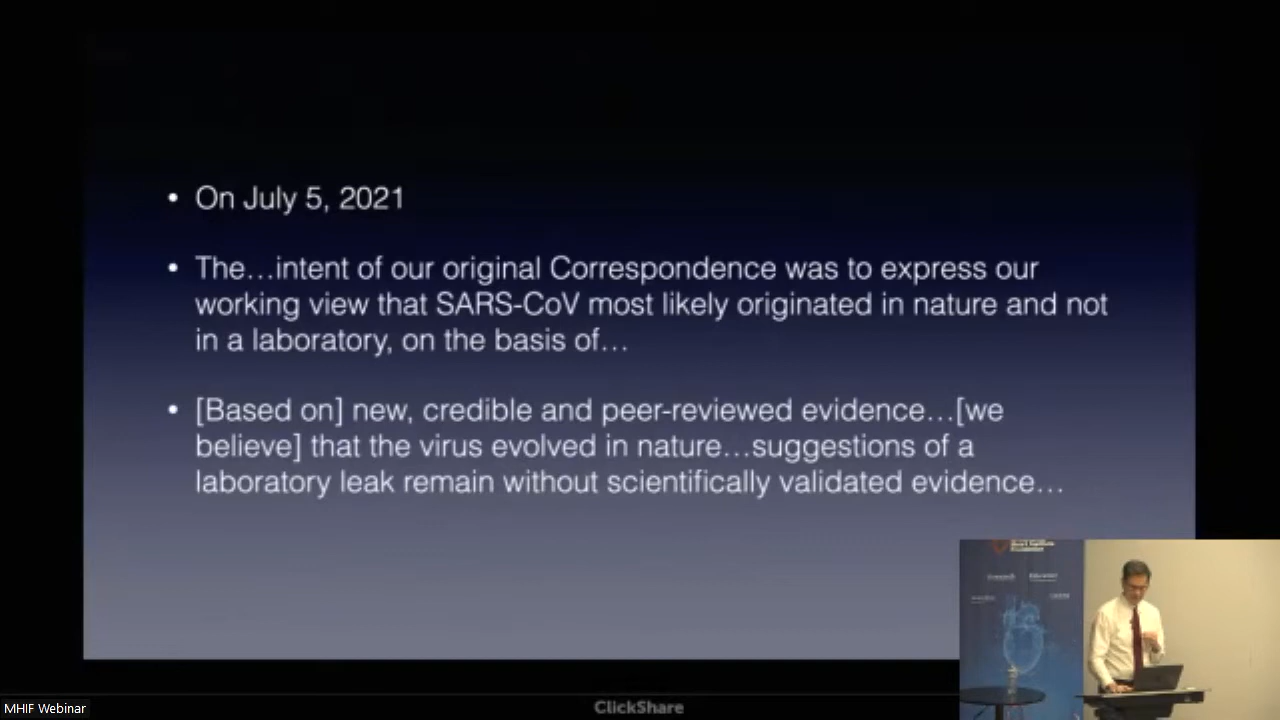 • On July 5, 2021
• The…intent of our original Correspondence was to express our
working view that SARS-CoV most likely originated in nature and not
in a laboratory, on the basis of…
• [Based on] new, credible and peer-reviewed evidence…[we
believe] that the virus evolved in nature…suggestions of a
laboratory leak remain without scientifically validated evidence…
MHIF Webinar
ClickShare